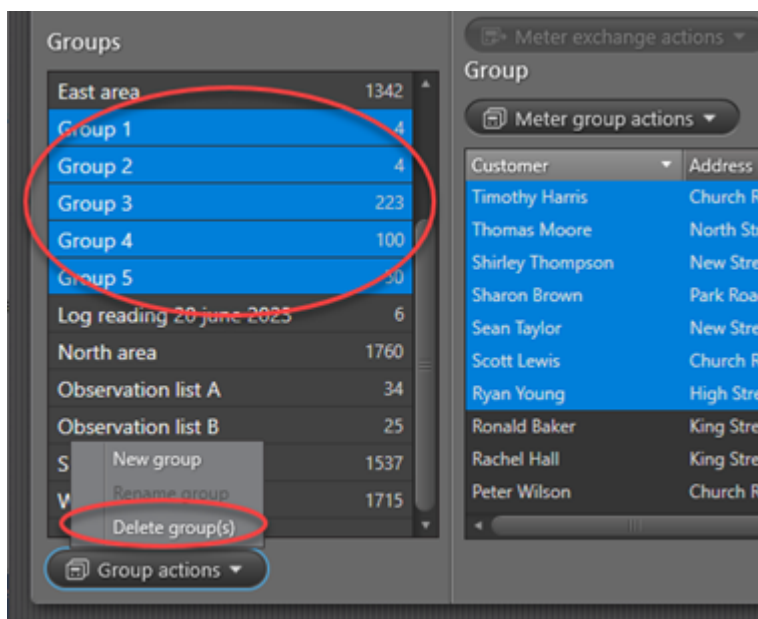 Groups
East area 1342
Group 1 4
Group 2 4
Group 3 223
Group 4 100
Group 5 50
Log reading 20 june 2023 6
North area 1760
Observation list A 34
Observation list B 25
S 1537
W 1715
New group
Rename group
Delete group(s)
Group actions
Meter exchange actions
Group
Meter group actions
Customer Address
Timothy Harris Church R
Thomas Moore North Str
Shirley Thompson New Stre
Sharon Brown Park Roa
Sean Taylor New Stre
Scott Lewis Church R
Ryan Young High Stre
Ronald Baker King Stre
Rachel Hall King Stre
Peter Wilson Church R